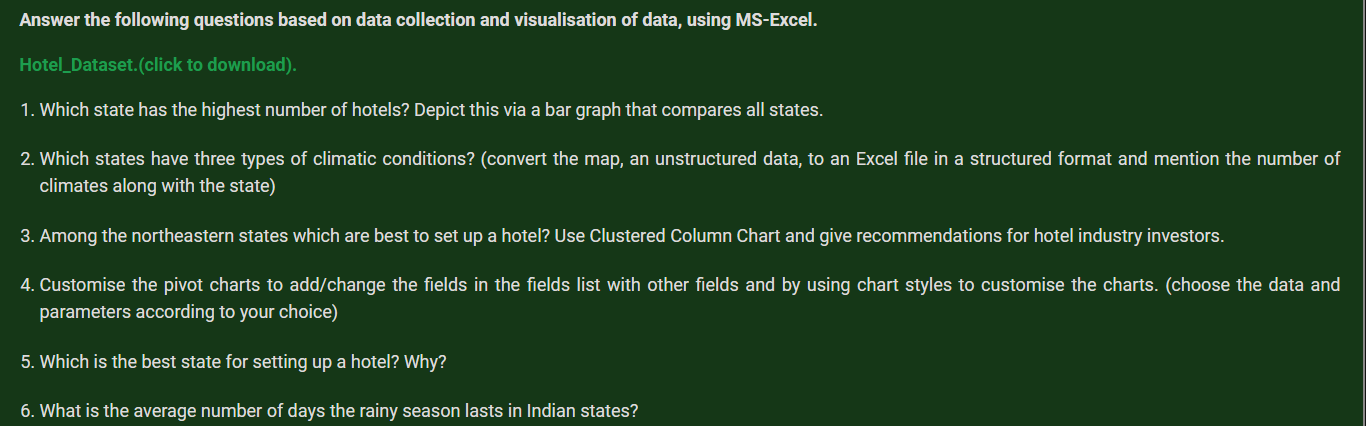 Answer the following questions based on data collection and visualisation of data, using MS-Excel.
Hotel_Dataset.(click to download).
1. Which state has the highest number of hotels? Depict this via a bar graph that compares all states.
2. Which states have three types of climatic conditions? (convert the map, an unstructured data, to an Excel file in a structured format and mention the number of
climates along with the state)
3. Among the northeastern states which are best to set up a hotel? Use Clustered Column Chart and give recommendations for hotel industry investors.
4. Customise the pivot charts to add/change the fields in the fields list with other fields and by using chart styles to customise the charts. (choose the data and
parameters according to your choice)
5. Which is the best state for setting up a hotel? Why?
6. What is the average number of days the rainy season lasts in Indian states?